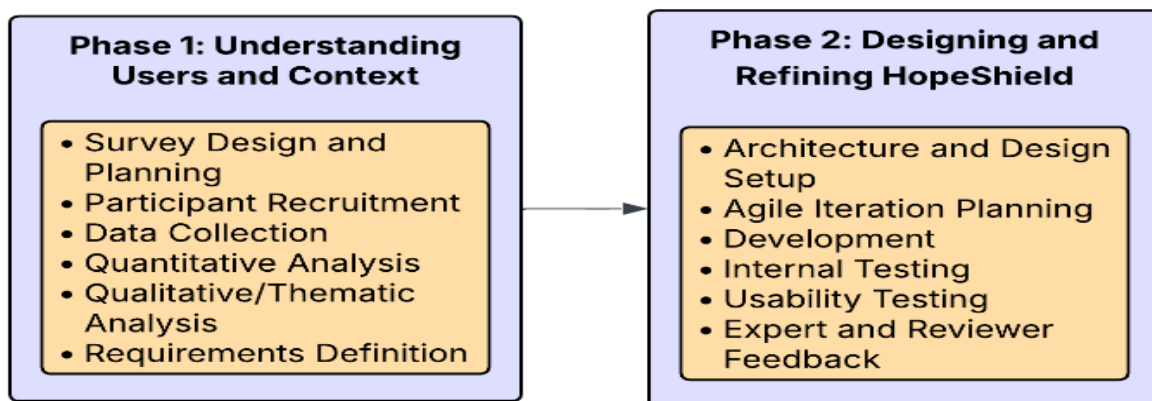 Phase 1: Understanding
Users and Context
• Survey Design and
Planning
• Participant Recruitment
• Data Collection
• Quantitative Analysis
• Qualitative/Thematic
Analysis
• Requirements Definition
Phase 2: Designing and
Refining HopeShield
• Architecture and Design
Setup
• Agile Iteration Planning
• Development
• Internal Testing
• Usability Testing
• Expert and Reviewer
Feedback